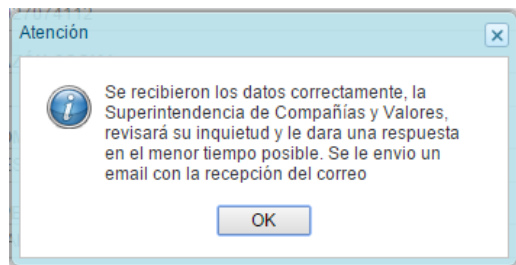 27074112
Atención
Se recibieron los datos correctamente, la
Superintendencia de Compañías y Valores,
revisará su inquietud y le dara una respuesta
en el menor tiempo posible. Se le envio un
email con la recepción del correo
OK